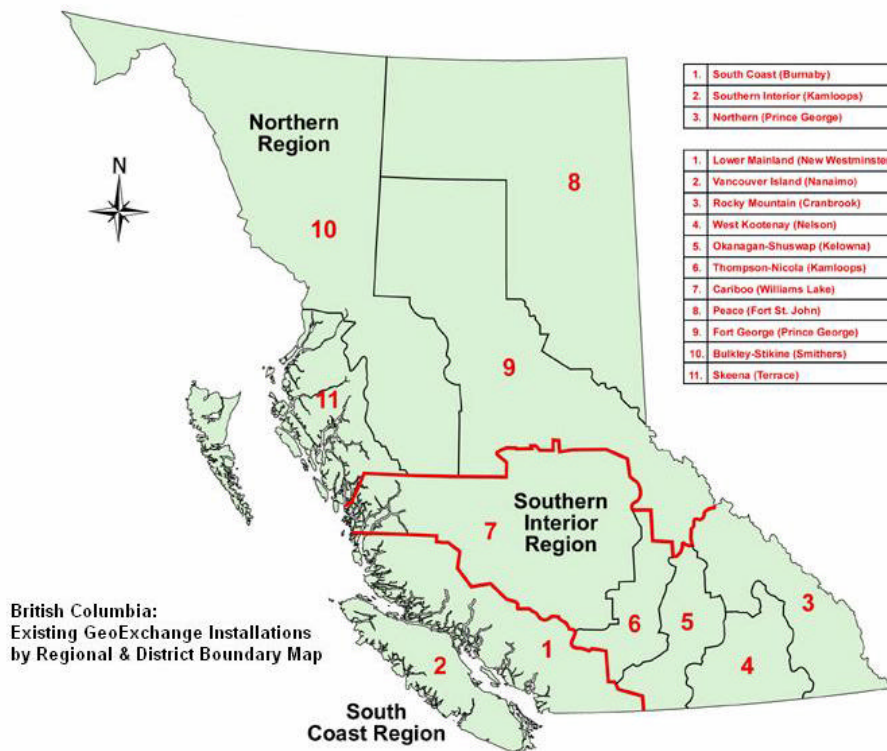 Northern
Region
N
8
10
9
11
Southern
Interior
Region
7
3
6
5
4
1
2
South
Coast Region
British Columbia:
Existing GeoExchange Installations
by Regional & District Boundary Map
1. South Coast (Burnaby)
2. Southern Interior (Kamloops)
3. Northern (Prince George)
1. Lower Mainland (New Westminster
2. Vancouver Island (Nanaimo)
3. Rocky Mountain (Cranbrook)
4. West Kootenay (Nelson)
5. Okanagan-Shuswap (Kelowna)
6. Thompson-Nicola (Kamloops)
7. Cariboo (Williams Lake)
8. Peace (Fort St. John)
9. Fort George (Prince George)
10. Bulkley-Stikine (Smithers)
11. Skeena (Terrace)